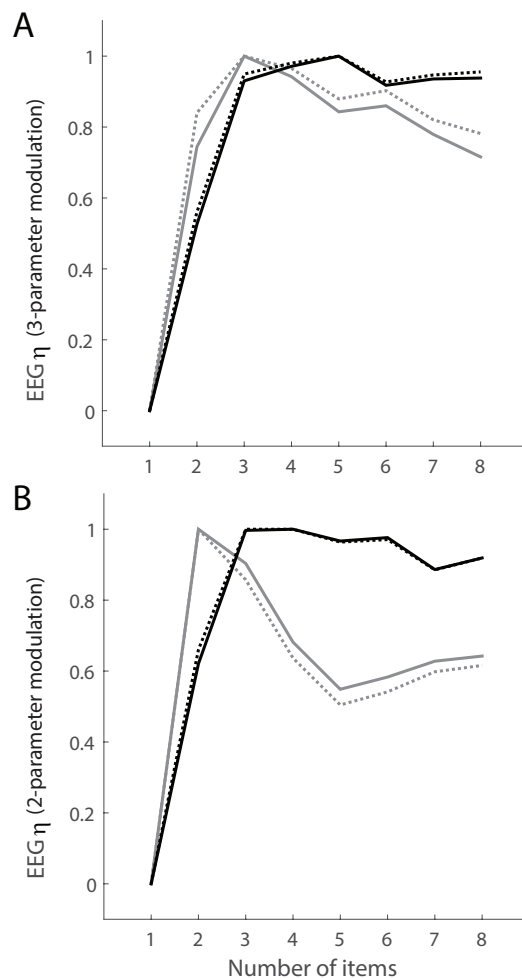 A
EEG η (3-parameter modulation)
1
0.8
0.6
0.4
0.2
0
1 2 3 4 5 6 7 8
B
EEG η (2-parameter modulation)
1
0.8
0.6
0.4
0.2
0
1 2 3 4 5 6 7 8
Number of items